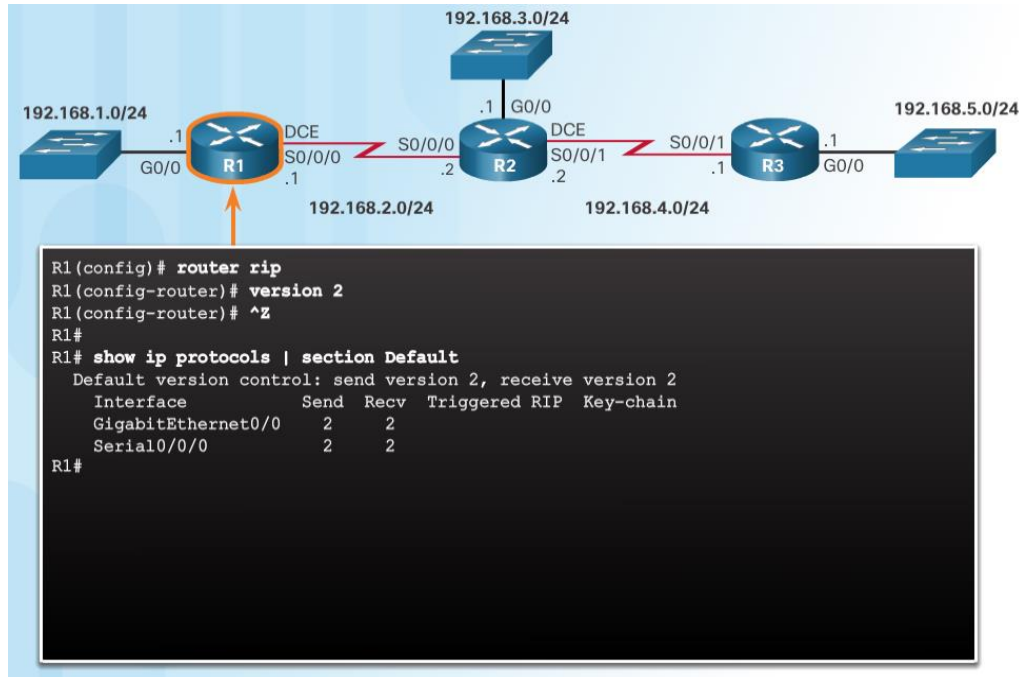 192.168.3.0/24
192.168.1.0/24
192.168.5.0/24
.1 G0/0
.1 DCE DCE .1
G0/0 R1 S0/0/0 S0/0/0 R2 S0/0/1 S0/0/1 R3 G0/0
.1 .2 .2 .1
192.168.2.0/24 192.168.4.0/24
R1(config)# router rip
R1(config-router)# version 2
R1(config-router)# ^Z
R1#
R1# show ip protocols | section Default
Default version control: send version 2, receive version 2
Interface Send Recv Triggered RIP Key-chain
GigabitEthernet0/0 2 2
Serial0/0/0 2 2
R1#